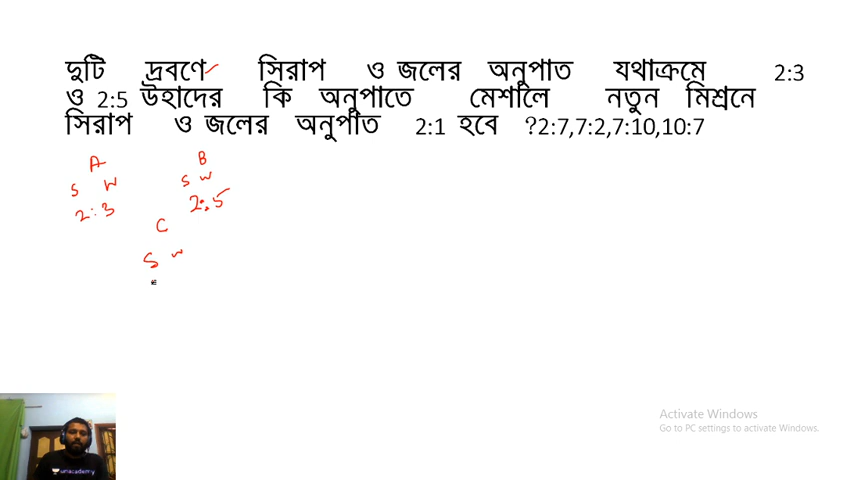 দুটি দ্রবণে সিরাপ ও জলের অনুপাত যথাক্রমে 2:3
ও 2:5 উহাদের কি অনুপাতে মেশালে নতুন মিশ্রনে
সিরাপ ও জলের অনুপাত 2:1 হবে ?2:7,7:2,7:10,10:7
A B
S W S W
2:3 2:5
C
S W
Activate Windows
Go to PC settings to activate Windows.
unacademy